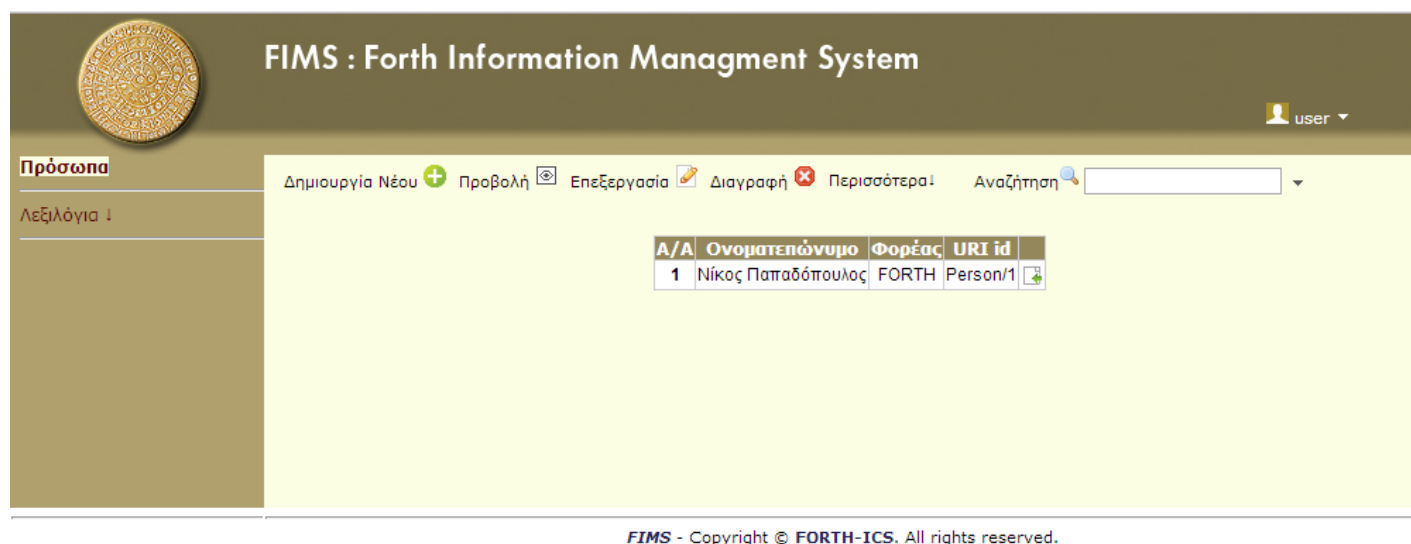 FIMS : Forth Information Managment System
user
Πρόσωπα
Λεξιλόγια ↓
Δημιουργία Νέου Προβολή Επεξεργασία Διαγραφή Περισσότερα↓ Αναζήτηση
Α/Α Ονοματεπώνυμο Φορέας URI id
1 Νίκος Παπαδόπουλος FORTH Person/1
FIMS - Copyright © FORTH-ICS. All rights reserved.